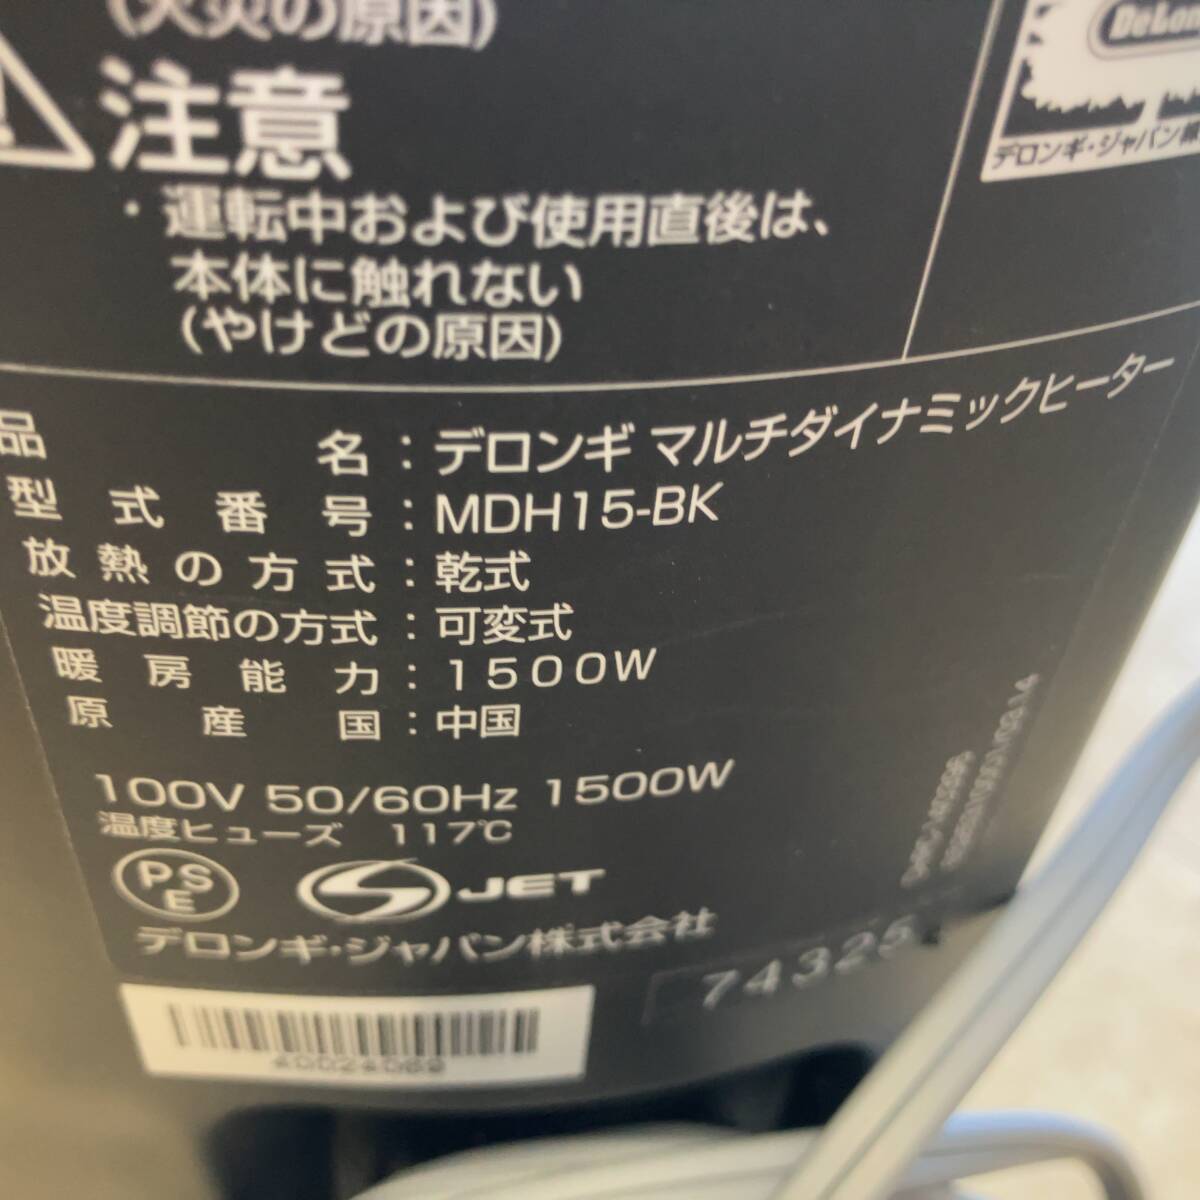 (火災の原因)
注意
・運転中および使用直後は、
本体に触れない
(やけどの原因)
デロンギ・ジャパン
品名：デロンギ マルチダイナミックヒーター
型式番号：MDH15-BK
放熱の方式：乾式
温度調節の方式：可変式
暖房能力：1500W
原産国：中国
100V 50/60Hz 1500W
温度ヒューズ 117℃
PSE
S JET
デロンギ・ジャパン株式会社
74325